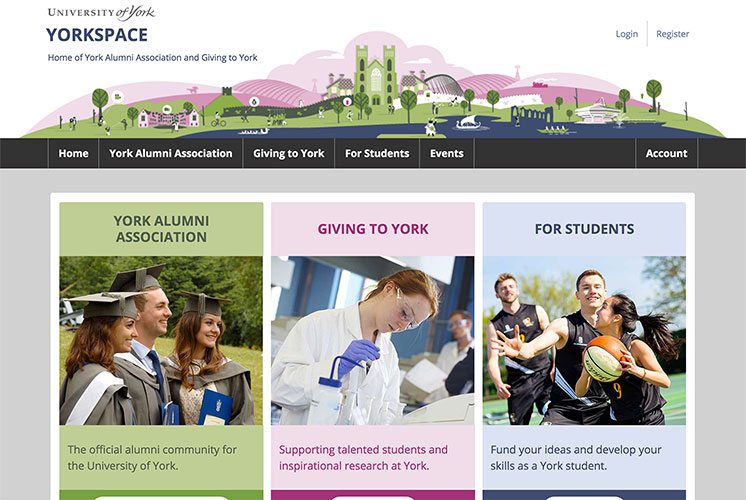 UNIVERSITY of York
YORKSPACE
Home of York Alumni Association and Giving to York
Login Register
Home York Alumni Association Giving to York For Students Events Account
YORK ALUMNI
ASSOCIATION
GIVING TO YORK
FOR STUDENTS
The official alumni community for
the University of York.
Supporting talented students and
inspirational research at York.
Fund your ideas and develop your
skills as a York student.